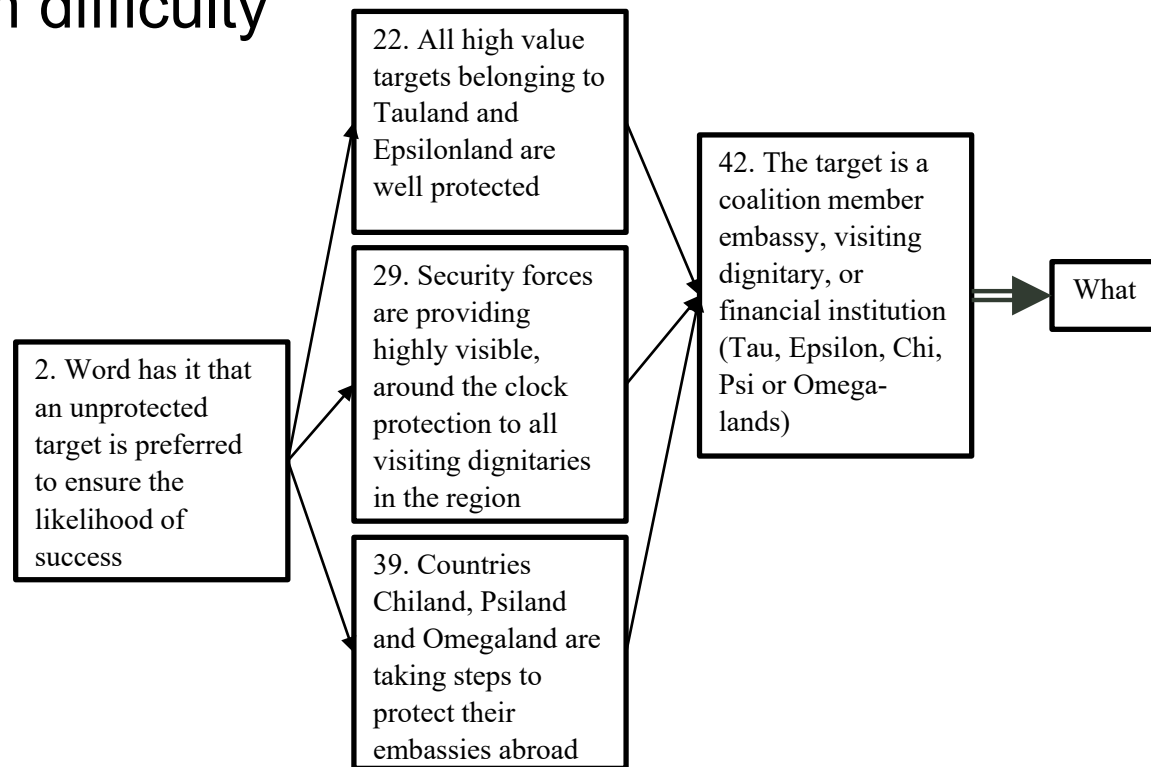 difficulty
22. All high value
targets belonging to
Tauland and
Epsilonland are
well protected
29. Security forces
are providing
highly visible,
around the clock
protection to all
visiting dignitaries
in the region
2. Word has it that
an unprotected
target is preferred
to ensure the
likelihood of
success
39. Countries
Chiland, Psiland
and Omegaland are
taking steps to
protect their
embassies abroad
42. The target is a
coalition member
embassy, visiting
dignitary, or
financial institution
(Tau, Epsilon, Chi,
Psi or Omega-
lands)
What